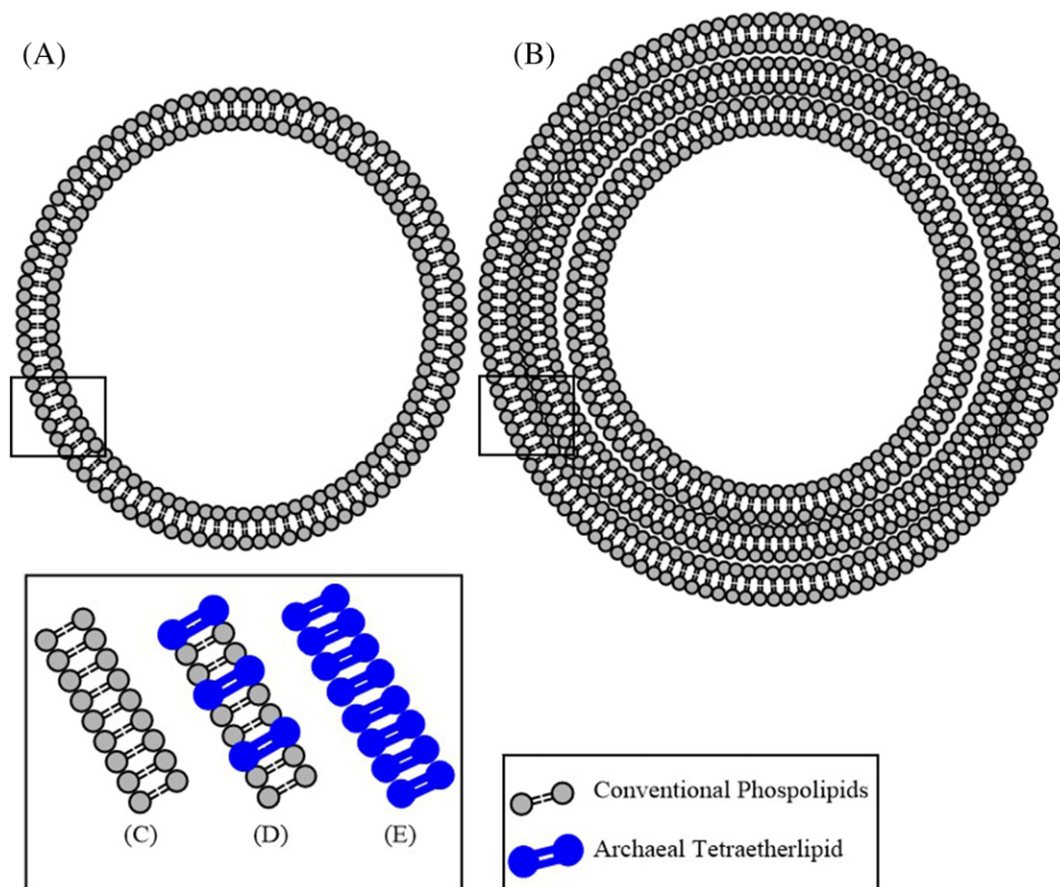 (A)
(B)
(C)
(D)
(E)
Conventional Phospolipids
Archaeal Tetraetherlipid